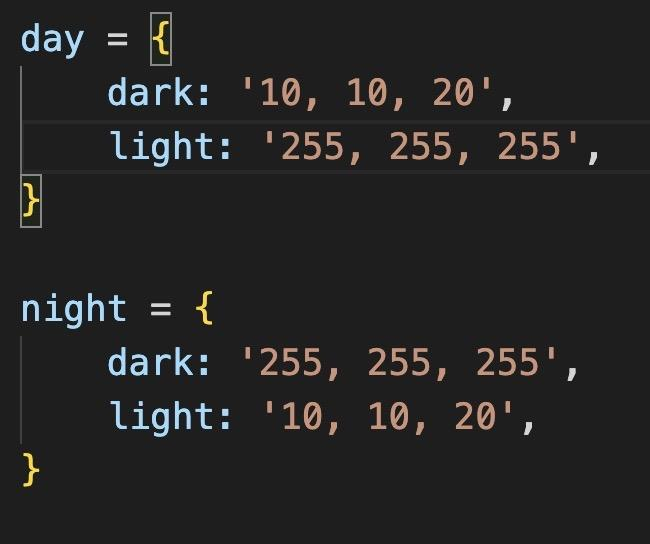 day = {
    dark: '10, 10, 20',
    light: '255, 255, 255',
}

night = {
    dark: '255, 255, 255',
    light: '10, 10, 20',
}